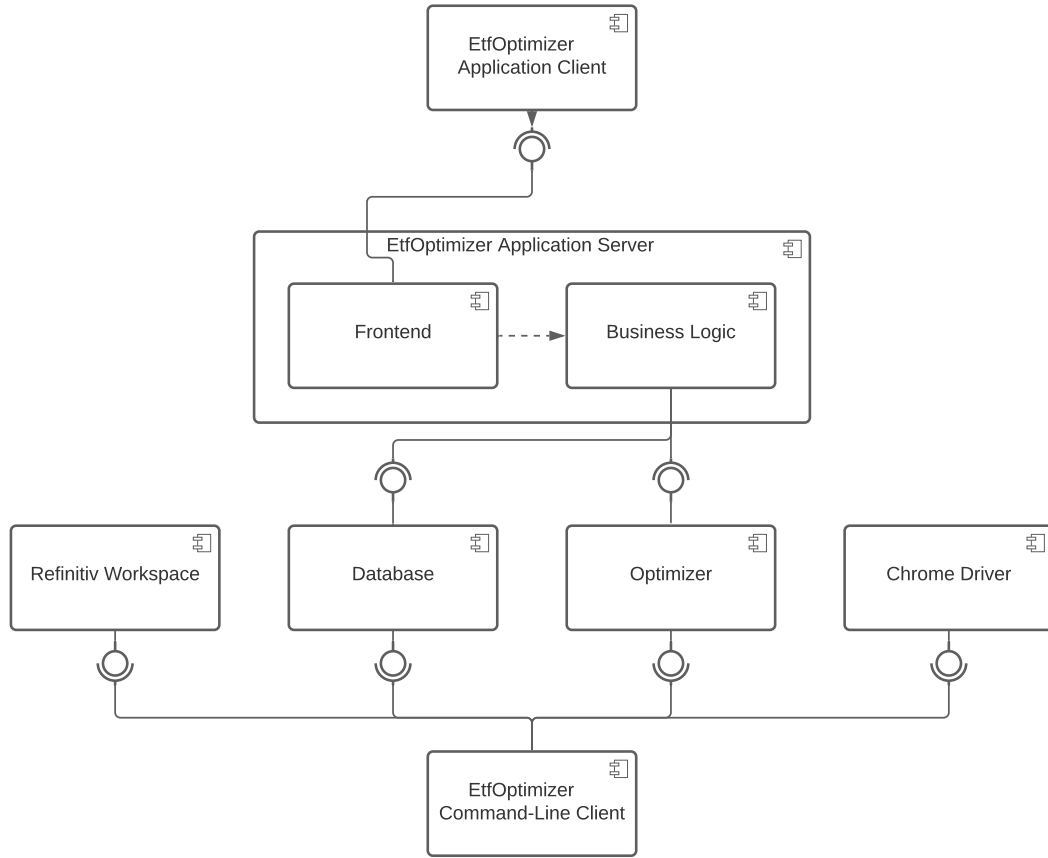 EtfOptimizer
Application Client
EtfOptimizer Application Server
Frontend
Business Logic
Refinitiv Workspace
Database
Optimizer
Chrome Driver
EtfOptimizer
Command-Line Client